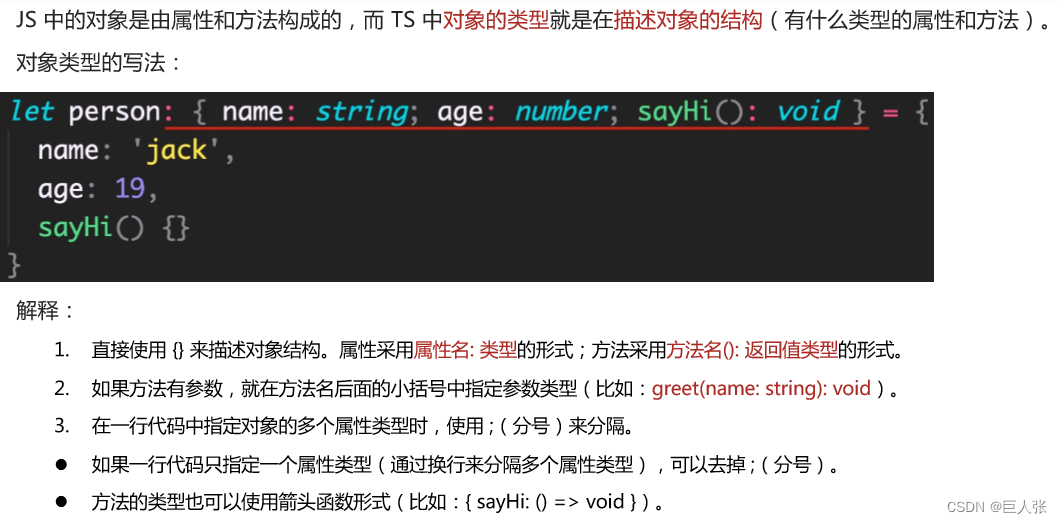 JS 中的对象是由属性和方法构成的，而 TS 中对象的类型就是在描述对象的结构（有什么类型的属性和方法）。
对象类型的写法：
let person: { name: string; age: number; sayHi(): void } = {
name: 'jack',
age: 19,
sayHi() {}
}
解释：
1. 直接使用 {} 来描述对象结构。属性采用属性名: 类型的形式；方法采用方法名(): 返回值类型的形式。
2. 如果方法有参数，就在方法名后面的小括号中指定参数类型（比如：greet(name: string): void ）。
3. 在一行代码中指定对象的多个属性类型时，使用 ;（分号）来分隔。
● 如果一行代码只指定一个属性类型（通过换行来分隔多个属性类型），可以去掉 ;（分号）。
● 方法的类型也可以使用箭头函数形式（比如：{ sayHi: () => void } ）。
CSDN @巨人张